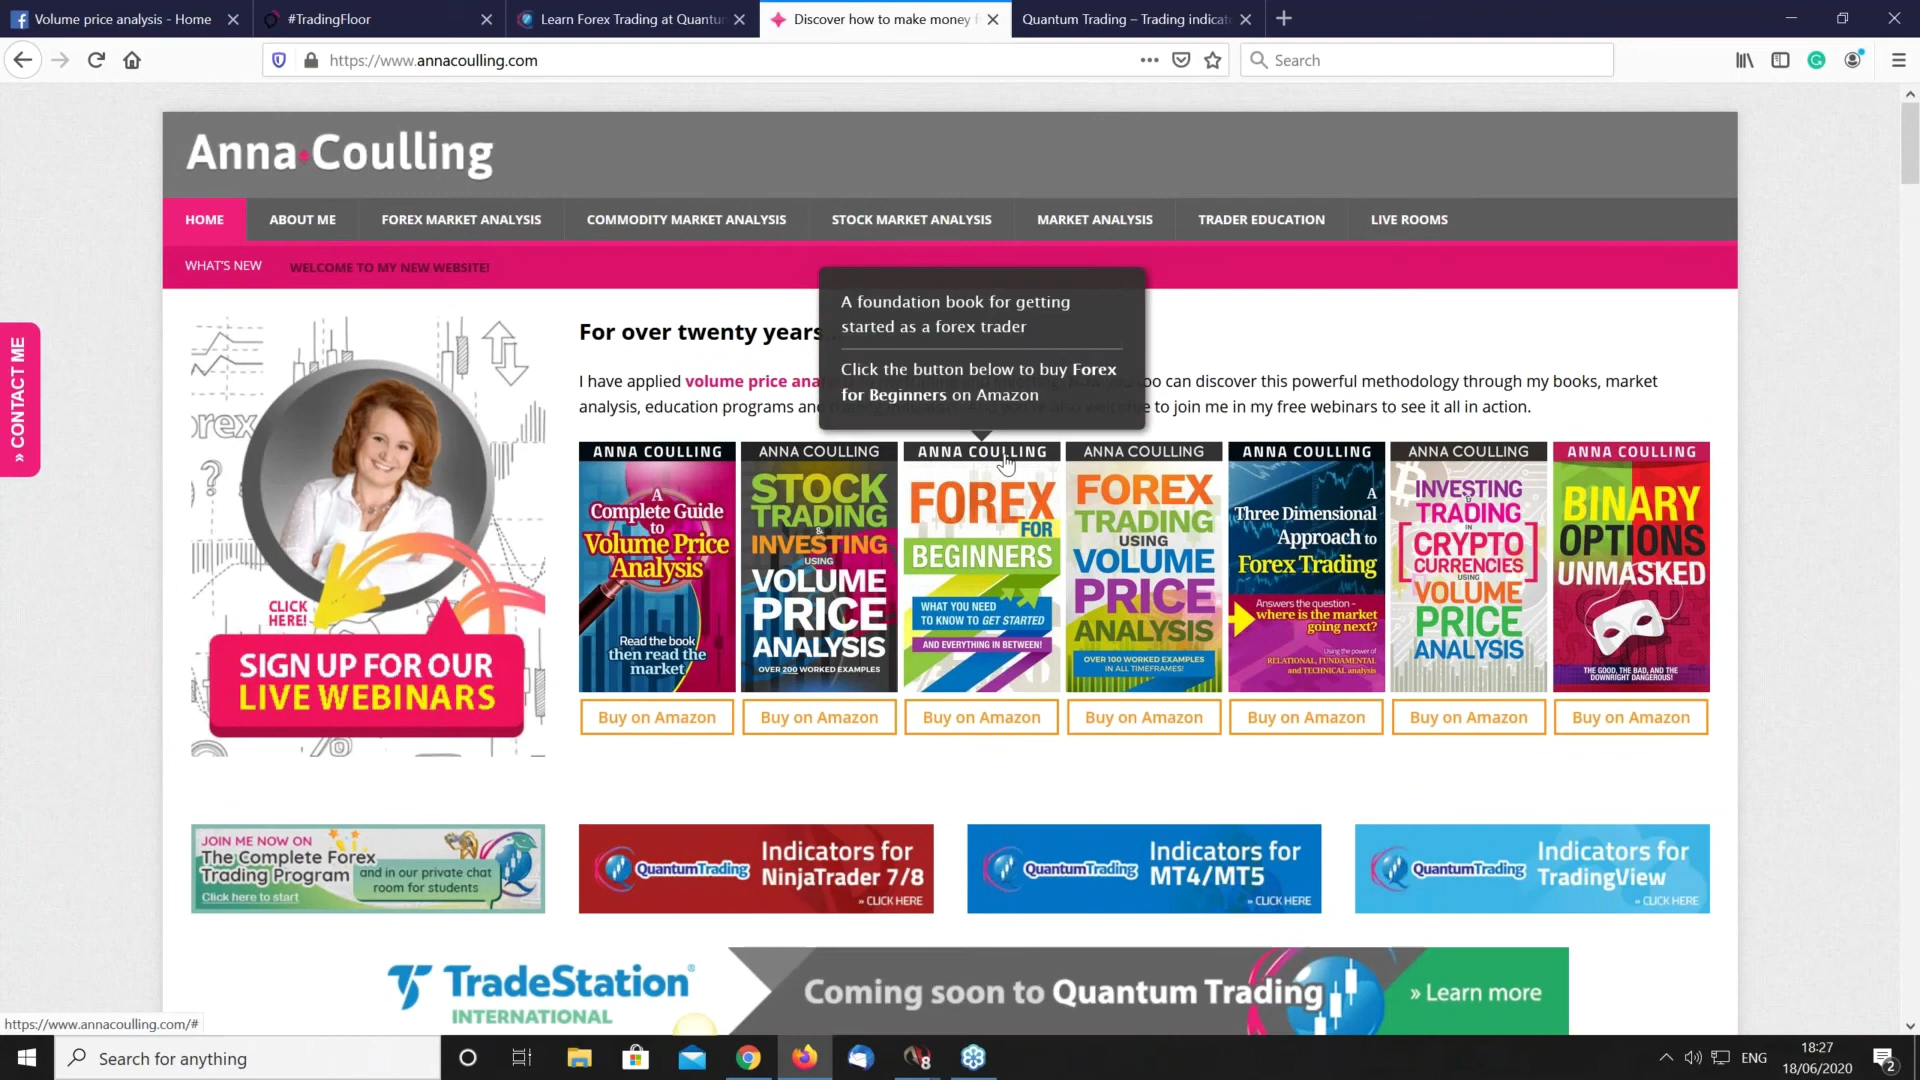 Volume price analysis - Home
#TradingFloor
Learn Forex Trading at Quantum
Discover how to make money f
Quantum Trading – Trading indicat
https://www.annacoulling.com
Search
Anna Coulling
HOME
ABOUT ME
FOREX MARKET ANALYSIS
COMMODITY MARKET ANALYSIS
STOCK MARKET ANALYSIS
MARKET ANALYSIS
TRADER EDUCATION
LIVE ROOMS
WHAT'S NEW
WELCOME TO MY NEW WEBSITE!
» CONTACT ME
A foundation book for getting
started as a forex trader
Click the button below to buy Forex
for Beginners on Amazon
For over twenty years
I have applied volume price ana too can discover this powerful methodology through my books, market
analysis, education programs and to join me in my free webinars to see it all in action.
orex
CLICK
HERE!
SIGN UP FOR OUR
LIVE WEBINARS
ANNA COULLING
A
Complete Guide
to
Volume Price
Analysis
Read the book
then read the
market
ANNA COULLING
STOCK
TRADING
&
INVESTING
USING
VOLUME
PRICE
ANALYSIS
OVER 200 WORKED EXAMPLES
ANNA COULLING
FOREX
FOR
BEGINNERS
WHAT YOU NEED
TO KNOW TO GET STARTED
AND EVERYTHING IN BETWEEN!
ANNA COULLING
FOREX
TRADING
USING
VOLUME
PRICE
ANALYSIS
OVER 100 WORKED EXAMPLES
IN ALL TIMEFRAMES!
ANNA COULLING
A
Three Dimensional
Approach to
Forex Trading
Answers the question -
where is the market
going next?
Using the power of
RELATIONAL, FUNDAMENTAL
and TECHNICAL analysis
ANNA COULLING
INVESTING
&
TRADING
IN
CRYPTO
CURRENCIES
USING
VOLUME
PRICE
ANALYSIS
ANNA COULLING
BINARY
OPTIONS
UNMASKED
THE GOOD, THE BAD, AND THE
DOWNRIGHT DANGEROUS!
Buy on Amazon
Buy on Amazon
Buy on Amazon
Buy on Amazon
Buy on Amazon
Buy on Amazon
Buy on Amazon
JOIN ME NOW ON
The Complete Forex
Trading Program
and in our private chat
room for students
Click here to start
QuantumTrading
Indicators for
NinjaTrader 7/8
» CLICK HERE
QuantumTrading
Indicators for
MT4/MT5
» CLICK HERE
QuantumTrading
Indicators for
TradingView
» CLICK HERE
TradeStation
INTERNATIONAL
Coming soon to Quantum Trading
» Learn more
https://www.annacoulling.com/#
Search for anything
8
ENG
18:27
18/06/2020
2